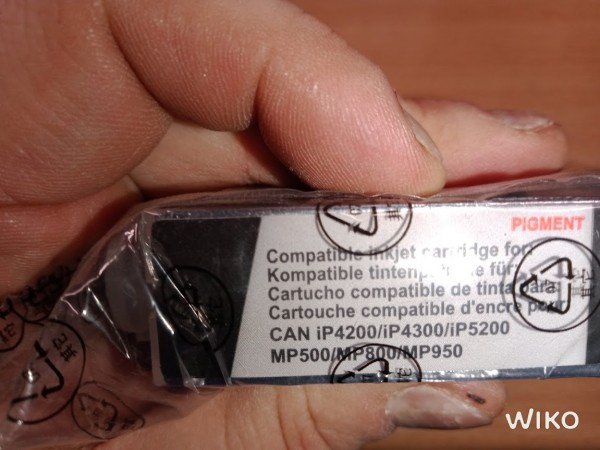 PIGMENT
Compatible inkjet cartridge for:
Kompatible für
Cartucho compatible de tinta para
Cartouche compatible d'encre pour
CAN iP4200/iP4300/iP5200
MP500/MP800/MP950
WIKO